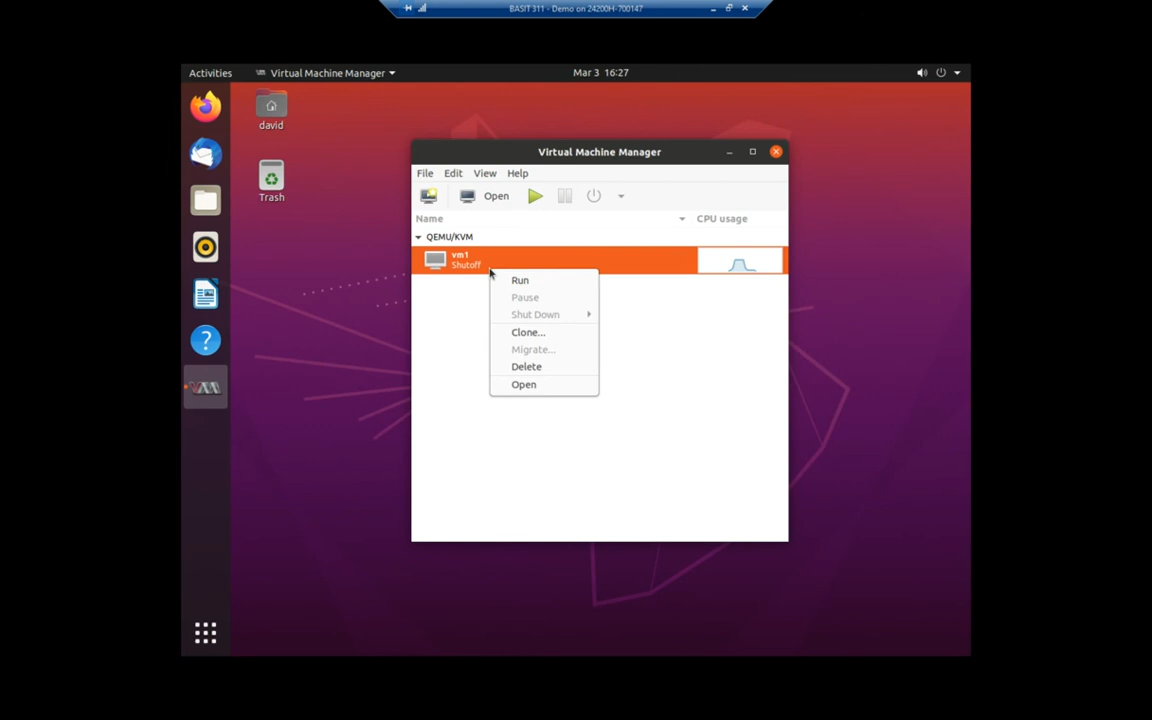 BASIT 311 - Demo on 24200H-700147
Activities
Virtual Machine Manager
Mar 3 16:27
david
Trash
Virtual Machine Manager
File Edit View Help
Open
Name CPU usage
QEMU/KVM
vm1
Shutoff
Run
Pause
Shut Down
Clone...
Migrate...
Delete
Open